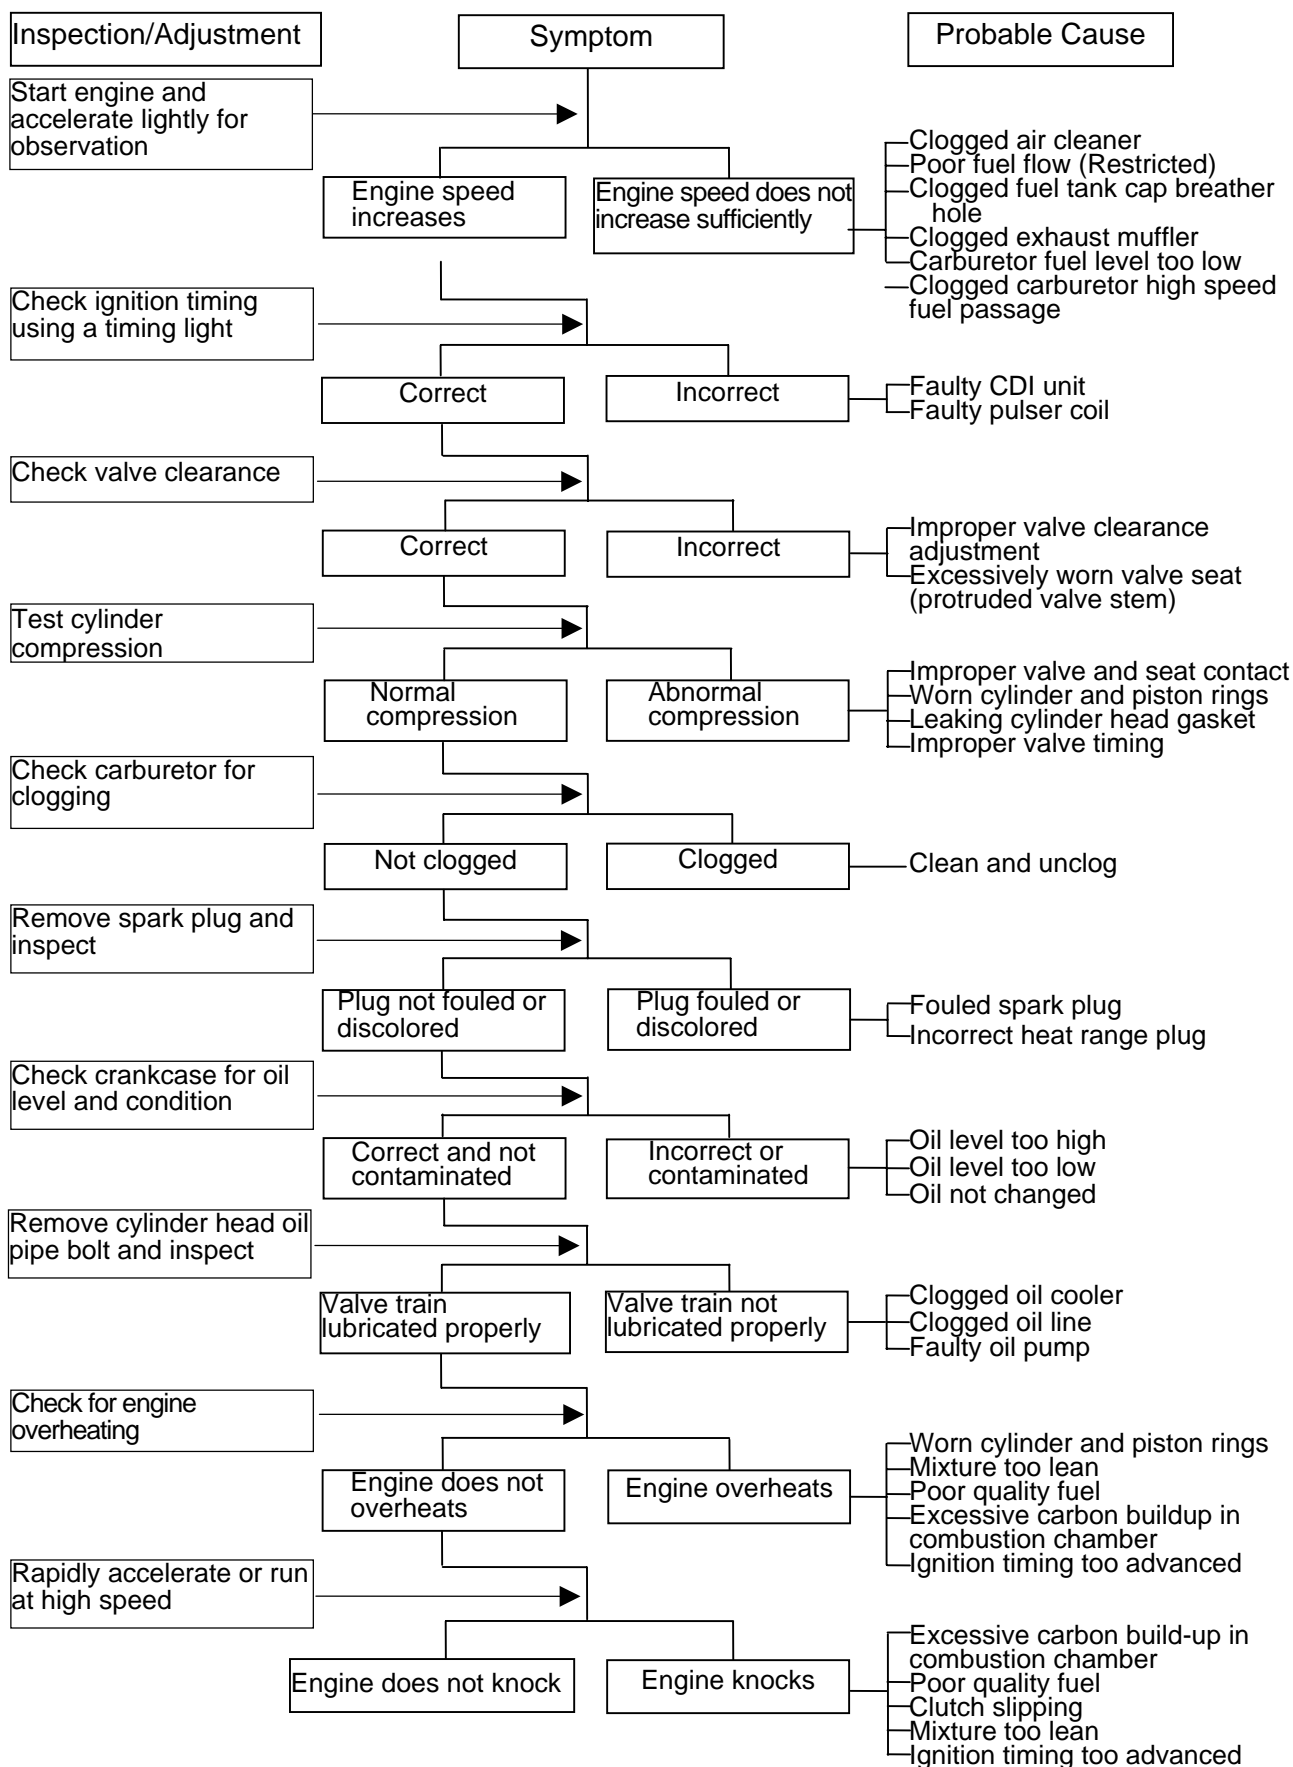 Inspection/Adjustment
Symptom
Probable Cause
Start engine and
accelerate lightly for
observation
Engine speed
increases
Engine speed does not
increase sufficiently
Clogged air cleaner
Poor fuel flow (Restricted)
Clogged fuel tank cap breather
hole
Clogged exhaust muffler
Carburetor fuel level too low
Clogged carburetor high speed
fuel passage
Check ignition timing
using a timing light
Correct
Incorrect
Faulty CDI unit
Faulty pulser coil
Check valve clearance
Correct
Incorrect
Improper valve clearance
adjustment
Excessively worn valve seat
(protruded valve stem)
Test cylinder
compression
Normal
compression
Abnormal
compression
Improper valve and seat contact
Worn cylinder and piston rings
Leaking cylinder head gasket
Improper valve timing
Check carburetor for
clogging
Not clogged
Clogged
Clean and unclog
Remove spark plug and
inspect
Plug not fouled or
discolored
Plug fouled or
discolored
Fouled spark plug
Incorrect heat range plug
Check crankcase for oil
level and condition
Correct and not
contaminated
Incorrect or
contaminated
Oil level too high
Oil level too low
Oil not changed
Remove cylinder head oil
pipe bolt and inspect
Valve train
lubricated properly
Valve train not
lubricated properly
Clogged oil cooler
Clogged oil line
Faulty oil pump
Check for engine
overheating
Engine does not
overheats
Engine overheats
Worn cylinder and piston rings
Mixture too lean
Poor quality fuel
Excessive carbon buildup in
combustion chamber
Ignition timing too advanced
Rapidly accelerate or run
at high speed
Engine does not knock
Engine knocks
Excessive carbon build-up in
combustion chamber
Poor quality fuel
Clutch slipping
Mixture too lean
Ignition timing too advanced